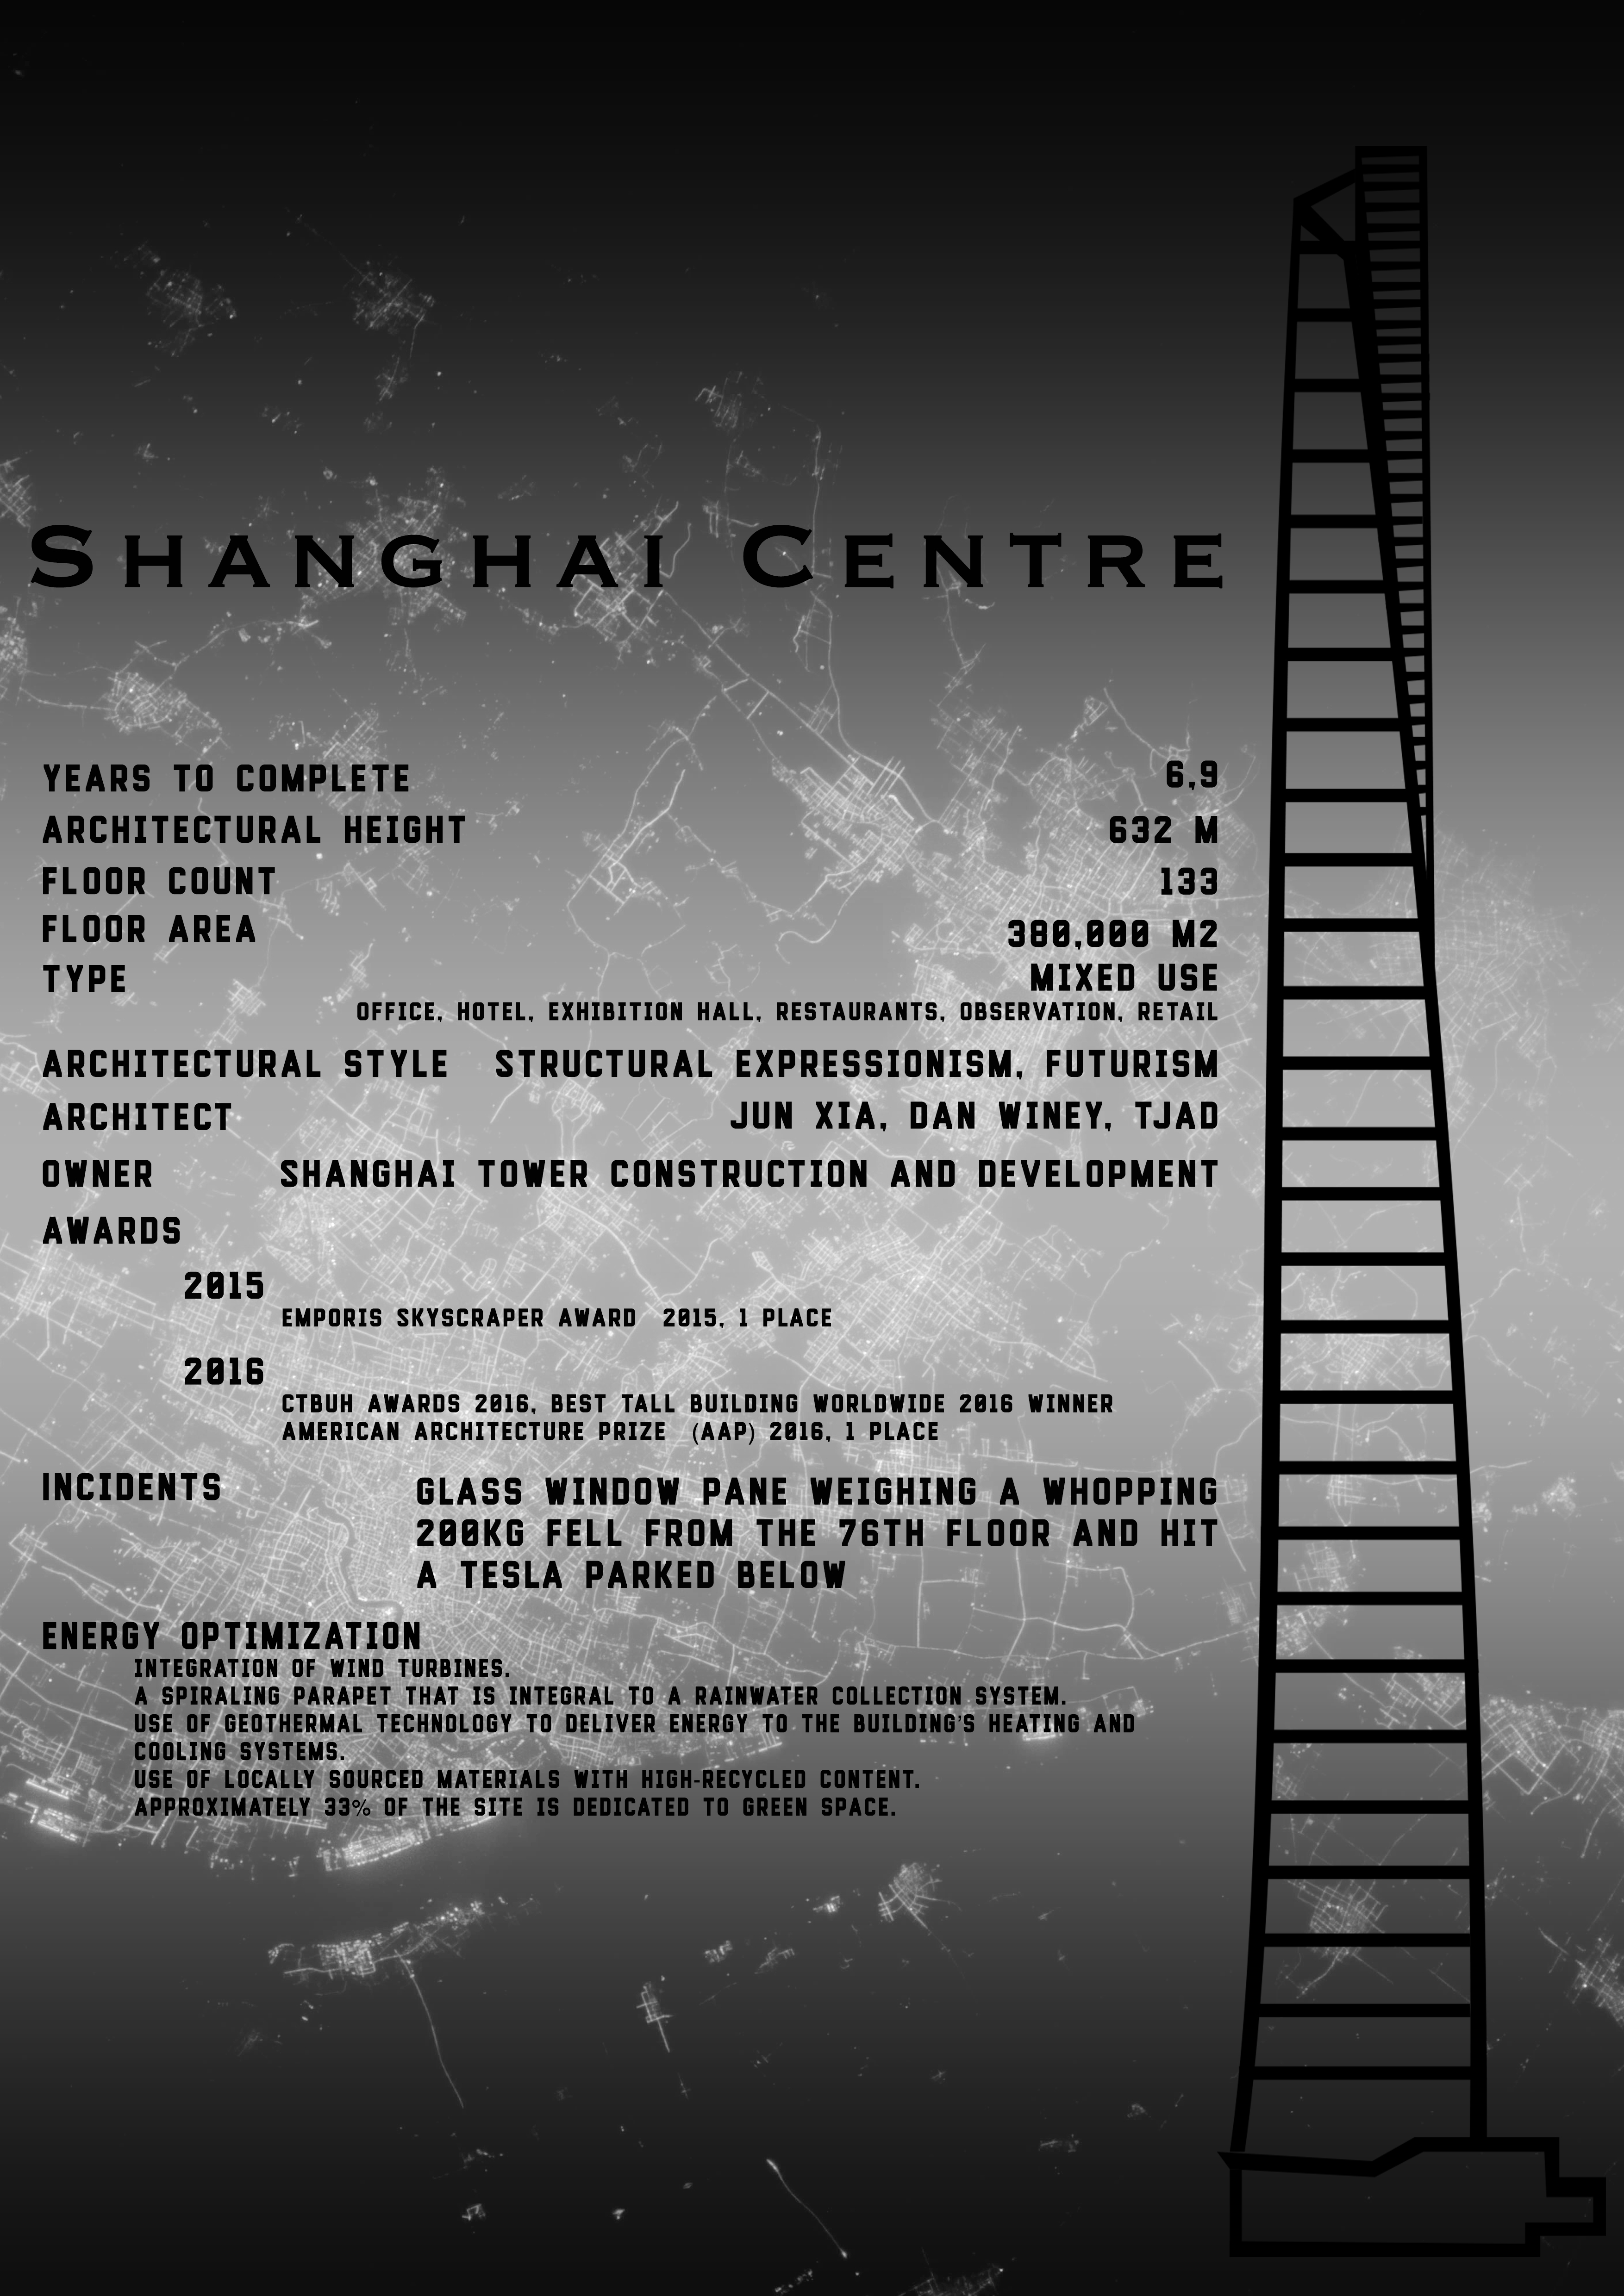 Shanghai Centre
YEARS TO COMPLETE 6,9
ARCHITECTURAL HEIGHT 632 M
FLOOR COUNT 133
FLOOR AREA 380,000 M2
TYPE MIXED USE
OFFICE, HOTEL, EXHIBITION HALL, RESTAURANTS, OBSERVATION, RETAIL
ARCHITECTURAL STYLE STRUCTURAL EXPRESSIONISM, FUTURISM
ARCHITECT JUN XIA, DAN WINEY, TJAD
OWNER SHANGHAI TOWER CONSTRUCTION AND DEVELOPMENT
AWARDS
2015
EMPORIS SKYSCRAPER AWARD 2015, 1 PLACE
2016
CTBUH AWARDS 2016, BEST TALL BUILDING WORLDWIDE 2016 WINNER
AMERICAN ARCHITECTURE PRIZE (AAP) 2016, 1 PLACE
INCIDENTS GLASS WINDOW PANE WEIGHING A WHOPPING
200KG FELL FROM THE 76TH FLOOR AND HIT
A TESLA PARKED BELOW
ENERGY OPTIMIZATION
INTEGRATION OF WIND TURBINES.
A SPIRALING PARAPET THAT IS INTEGRAL TO A RAINWATER COLLECTION SYSTEM.
USE OF GEOTHERMAL TECHNOLOGY TO DELIVER ENERGY TO THE BUILDING'S HEATING AND
COOLING SYSTEMS.
USE OF LOCALLY SOURCED MATERIALS WITH HIGH-RECYCLED CONTENT.
APPROXIMATELY 33% OF THE SITE IS DEDICATED TO GREEN SPACE.